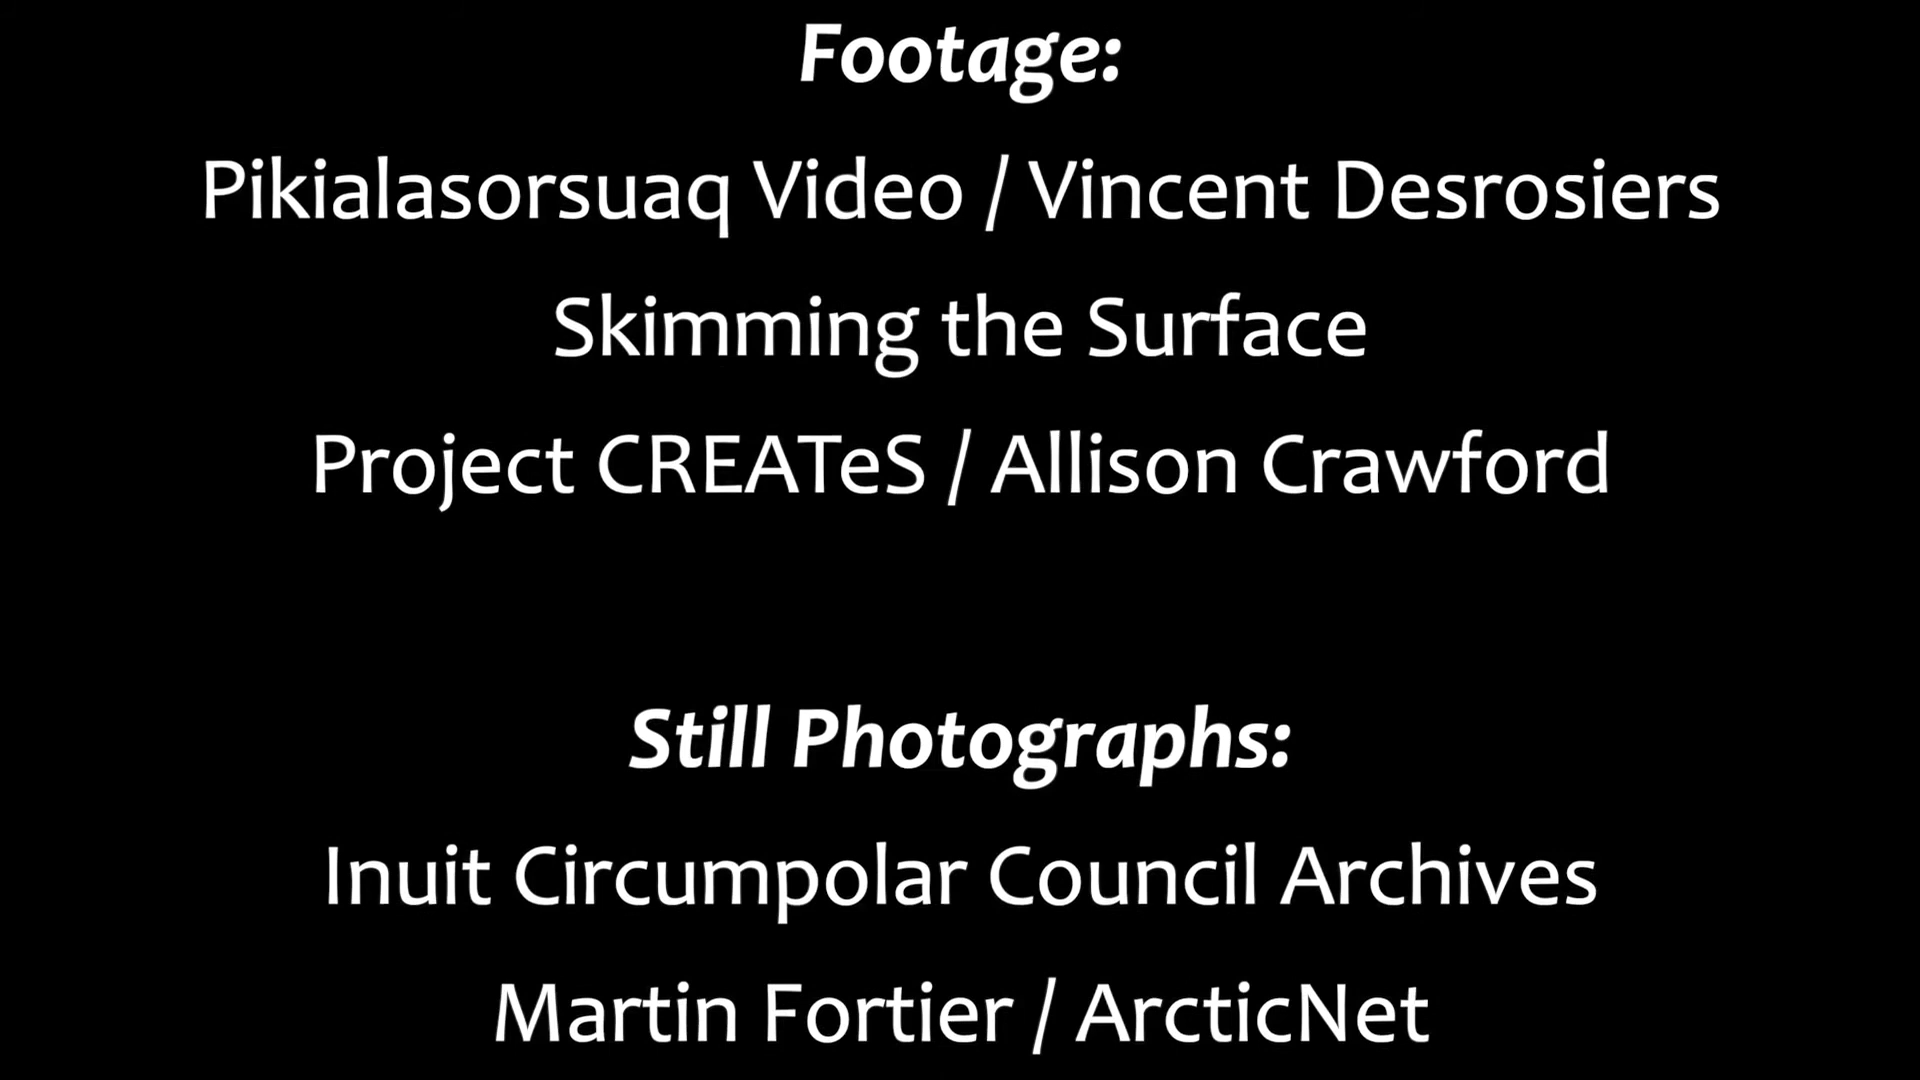 Footage:
Pikialasorsuaq Video / Vincent Desrosiers
Skimming the Surface
Project CREATeS / Allison Crawford
Still Photographs:
Inuit Circumpolar Council Archives
Martin Fortier / ArcticNet